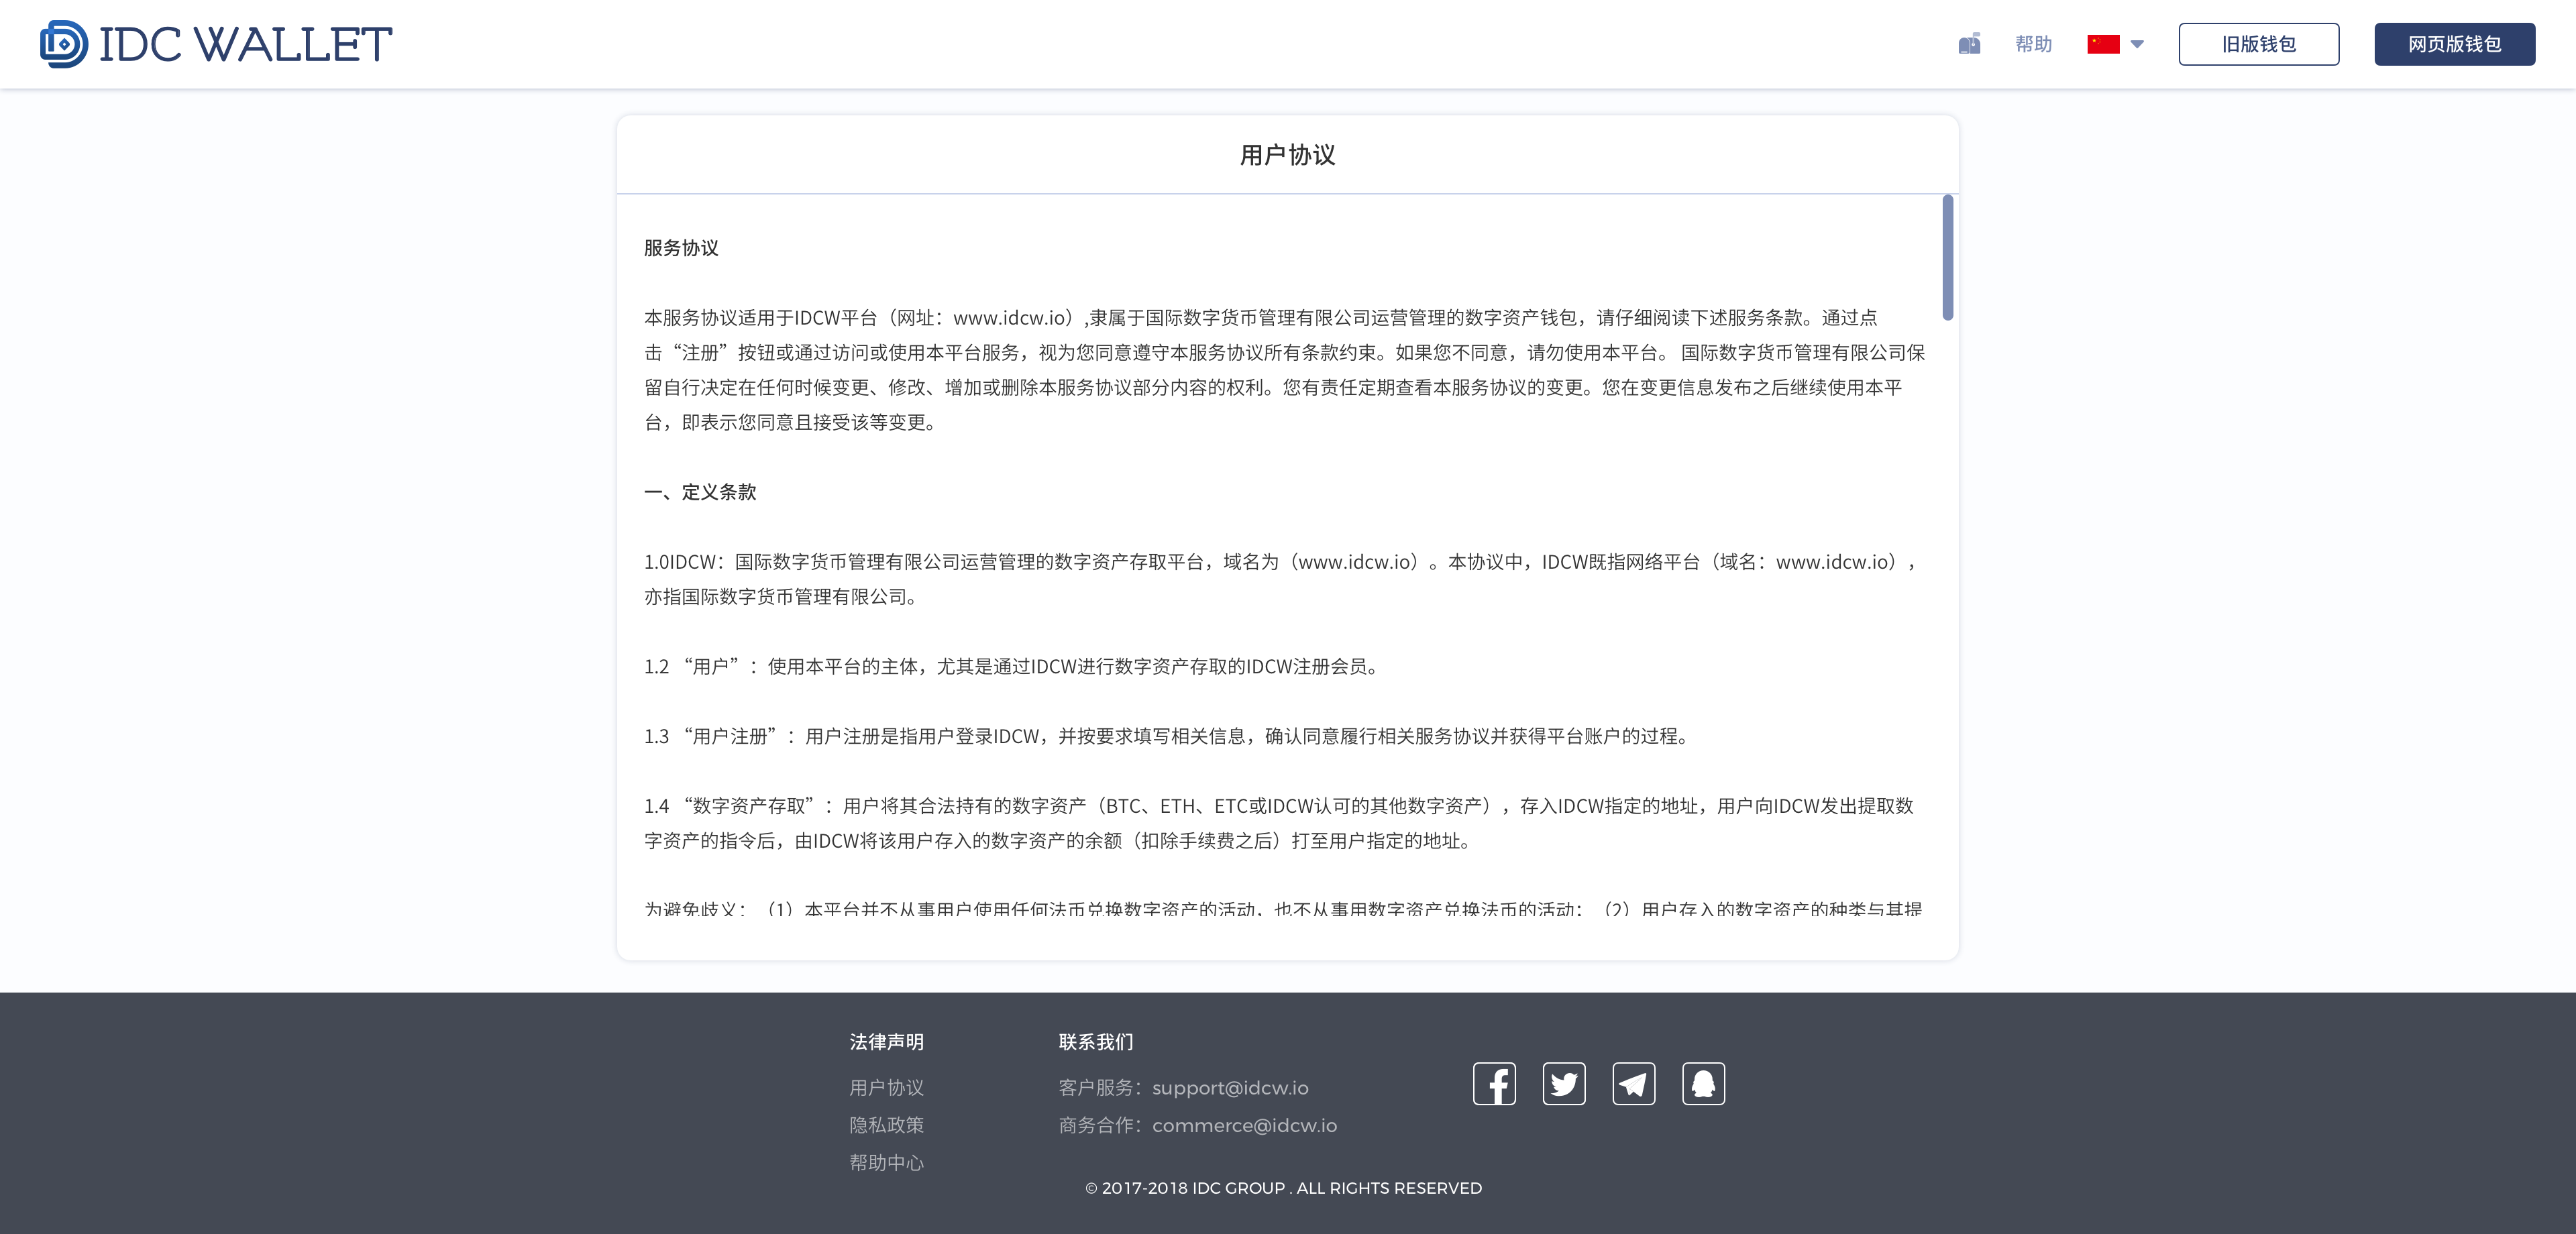 IDC WALLET
帮助
旧版钱包
网页版钱包
用户协议
服务协议
本服务协议适用于IDCW平台（网址：www.idcw.io）,隶属于国际数字货币管理有限公司运营管理的数字资产钱包，请仔细阅读下述服务条款。通过点
击“注册”按钮或通过访问或使用本平台服务，视为您同意遵守本服务协议所有条款约束。如果您不同意，请勿使用本平台。 国际数字货币管理有限公司保
留自行决定在任何时候变更、修改、增加或删除本服务协议部分内容的权利。您有责任定期查看本服务协议的变更。您在变更信息发布之后继续使用本平
台，即表示您同意且接受该等变更。
一、定义条款
1.0IDCW：国际数字货币管理有限公司运营管理的数字资产存取平台，域名为（www.idcw.io）。本协议中，IDCW既指网络平台（域名：www.idcw.io），
亦指国际数字货币管理有限公司。
1.2 “用户”：使用本平台的主体，尤其是通过IDCW进行数字资产存取的IDCW注册会员。
1.3 “用户注册”：用户注册是指用户登录IDCW，并按要求填写相关信息，确认同意履行相关服务协议并获得平台账户的过程。
1.4 “数字资产存取”：用户将其合法持有的数字资产（BTC、ETH、ETC或IDCW认可的其他数字资产），存入IDCW指定的地址，用户向IDCW发出提取数
字资产的指令后，由IDCW将该用户存入的数字资产的余额（扣除手续费之后）打至用户指定的地址。
为避免歧义：（1）本平台并不从事用户使用任何法币兑换数字资产的活动，也不从事用数字资产兑换法币的活动；（2）用户存入的数字资产的种类与其提
法律声明
用户协议
隐私政策
帮助中心
联系我们
客户服务：support@idcw.io
商务合作：commerce@idcw.io
© 2017-2018 IDC GROUP . ALL RIGHTS RESERVED